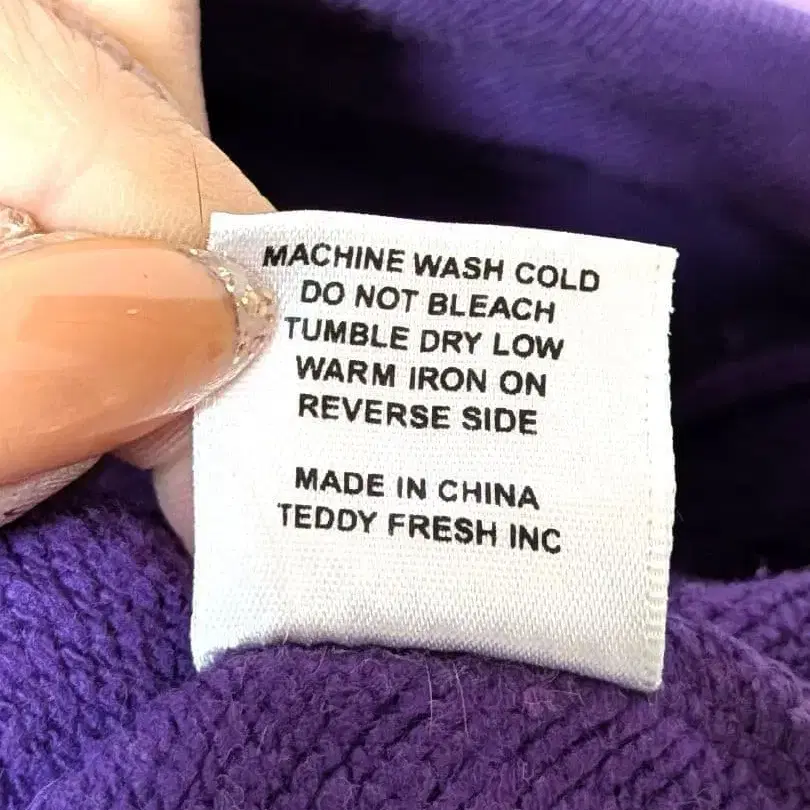 MACHINE WASH COLD
DO NOT BLEACH
TUMBLE DRY LOW
WARM IRON ON
REVERSE SIDE
MADE IN CHINA
TEDDY FRESH INC